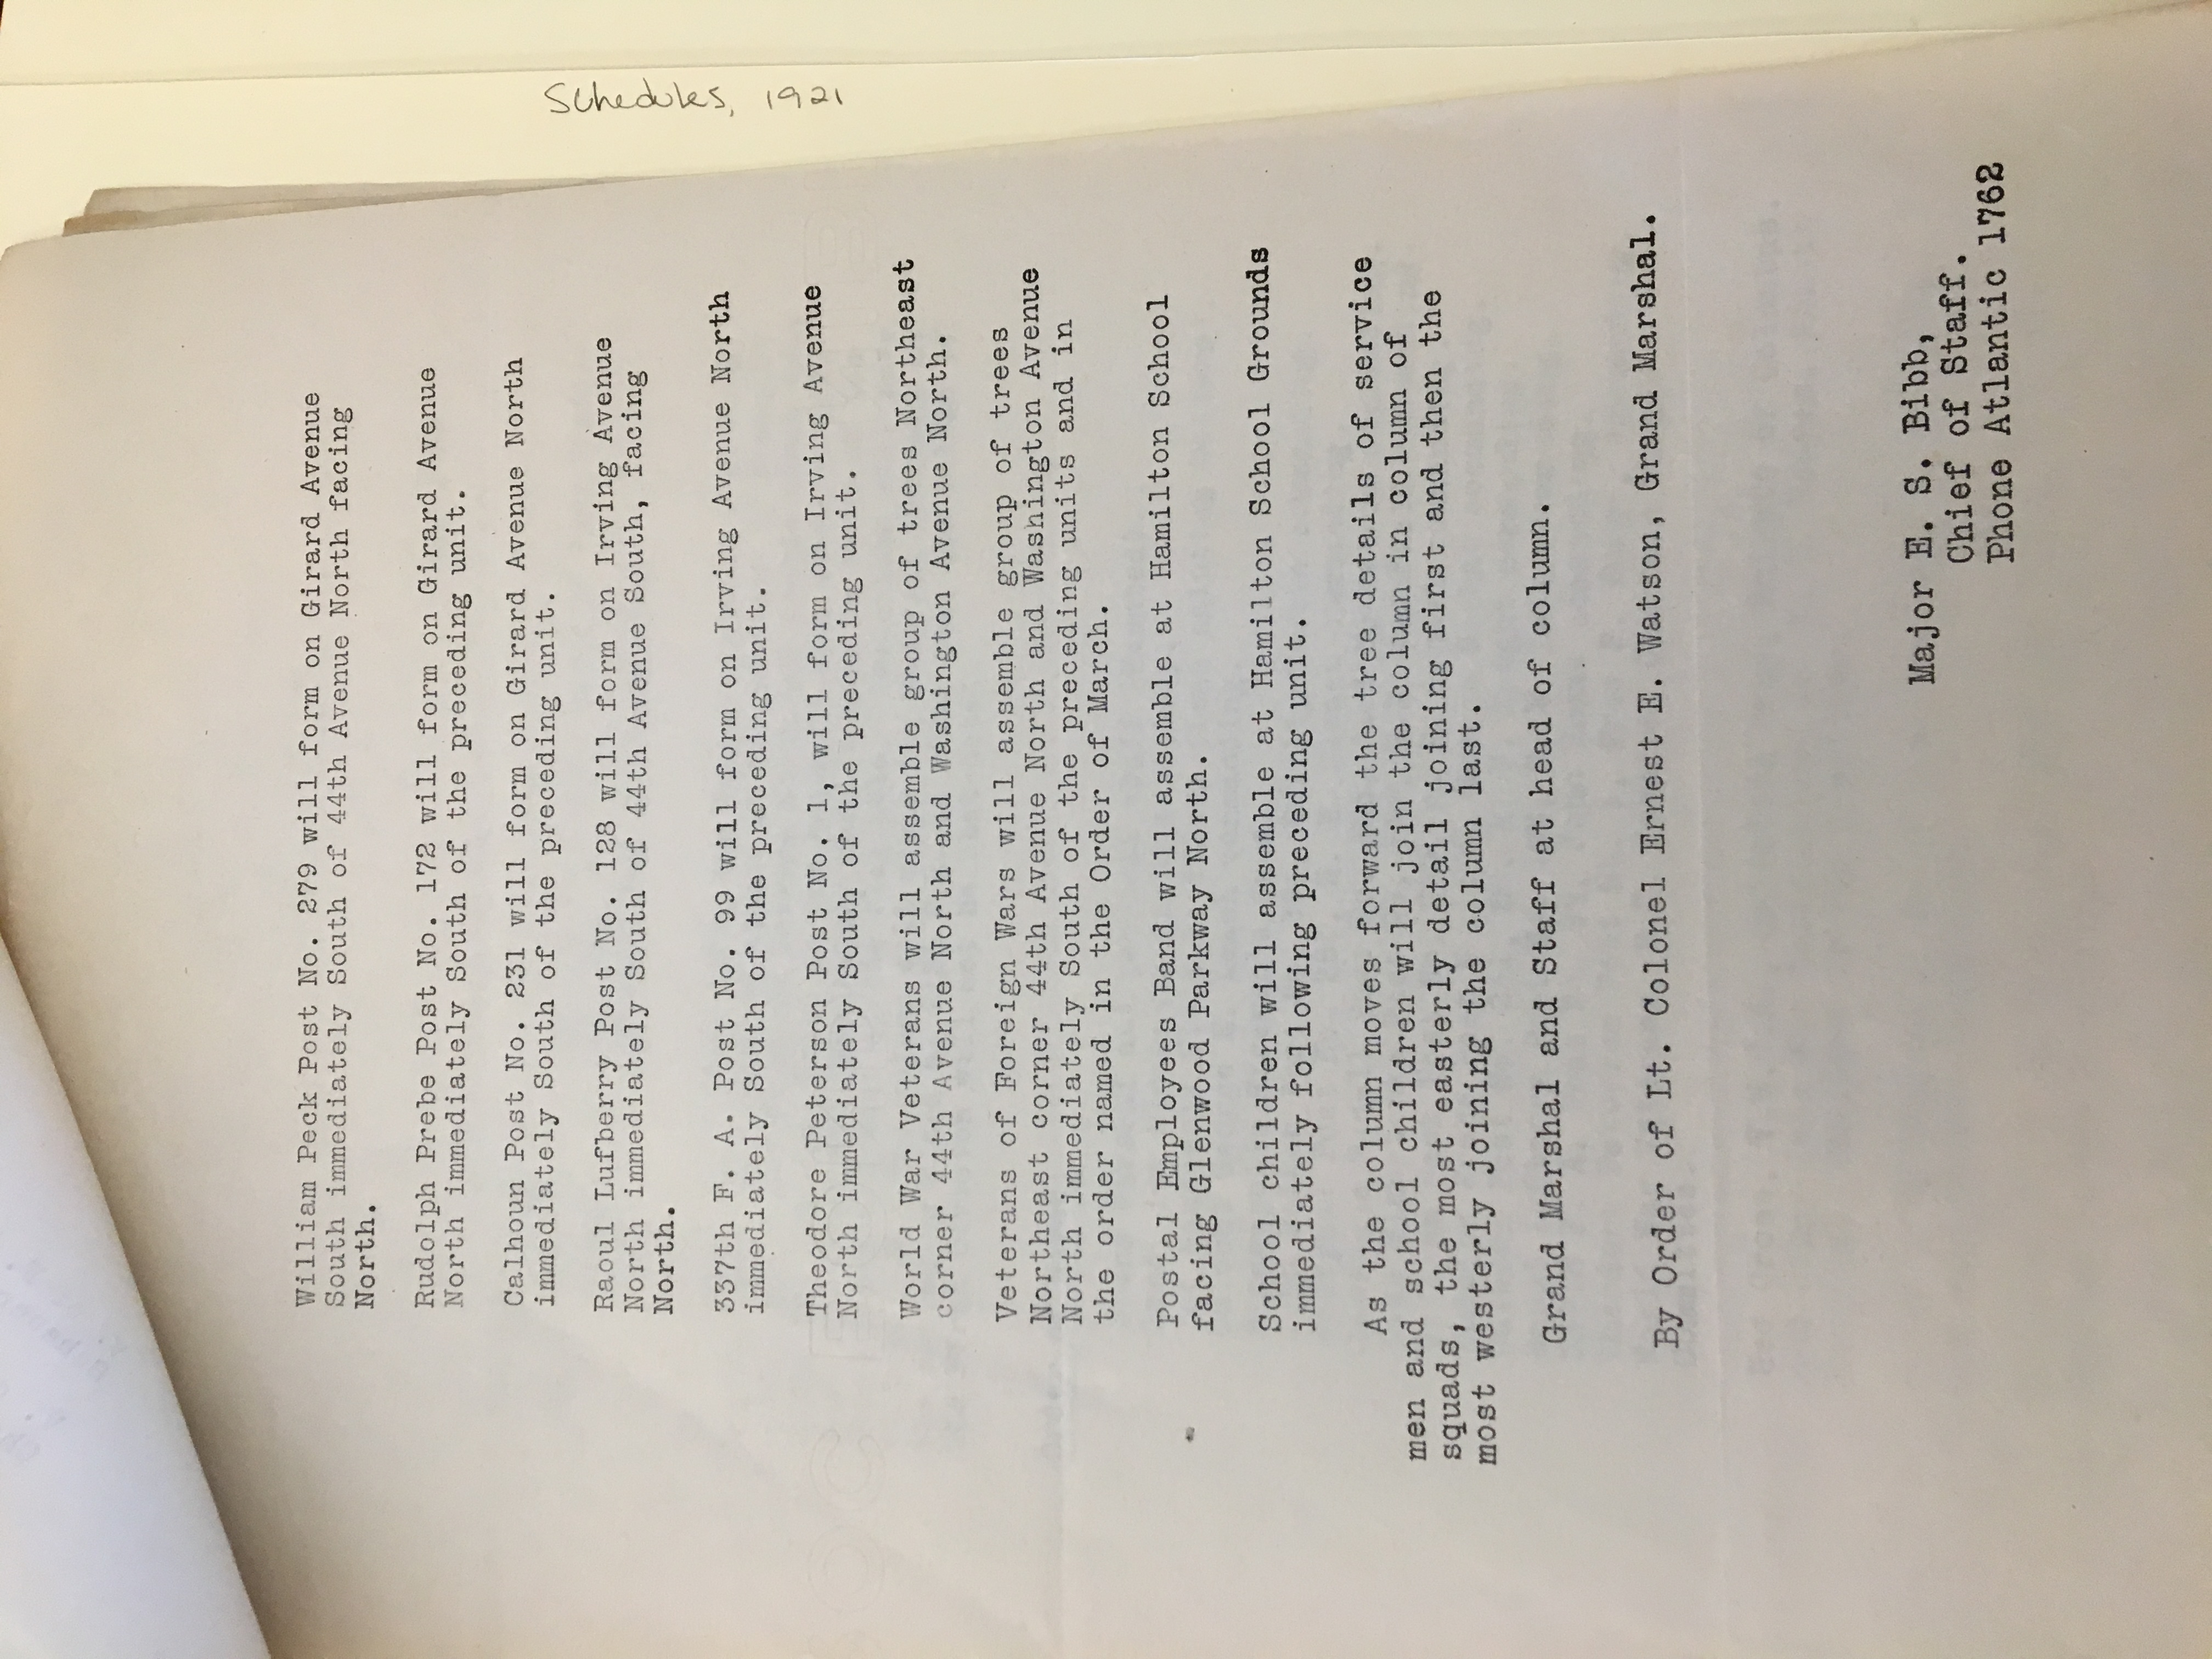 William Peck Post No. 279 will form on Girard Avenue
South immediately South of 44th Avenue North facing
North.
Rudolph Prebe Post No. 172 will form on Girard Avenue
North immediately South of the preceding unit.
Calhoun Post No. 231 will form on Girard Avenue North
immediately South of the preceding unit.
Raoul Lufberry Post No. 128 will form on Irving Avenue
North immediately South of 44th Avenue South, facing
North.
337th F. A. Post No. 99 will form on Irving Avenue North
immediately South of the preceding unit.
Theodore Peterson Post No. 1, will form on Irving Avenue
North immediately South of the preceding unit.
World War Veterans will assemble group of trees Northeast
corner 44th Avenue North and Washington Avenue North.
Veterans of Foreign Wars will assemble group of trees
Northeast corner 44th Avenue North and Washington Avenue
North immediately South of the preceding units and in
the order named in the Order of March.
Postal Employees Band will assemble at Hamilton School
facing Glenwood Parkway North.
School children will assemble at Hamilton School Grounds
immediately following preceding unit.
As the column moves forward the tree details of service
men and school children will join the column in column of
squads, the most easterly detail joining first and then the
most westerly joining the column last.
Grand Marshal and Staff at head of column.
By Order of Lt. Colonel Ernest E. Watson, Grand Marshal.
Major E. S. Bibb,
Chief of Staff.
Phone Atlantic 1762
Schedules, 1921